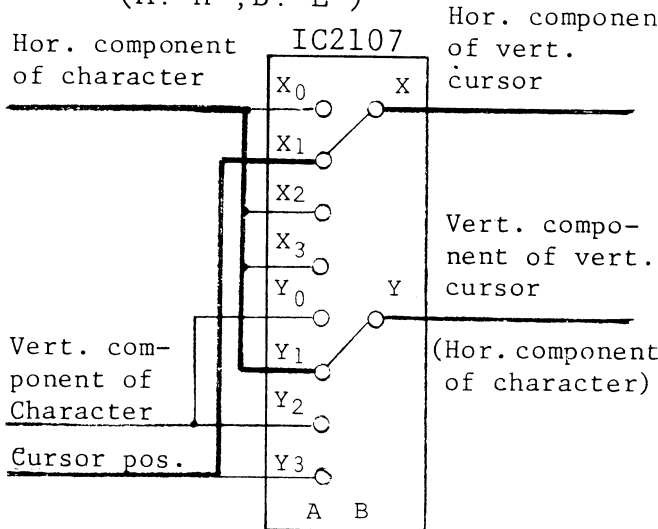 (A: "H", B: "L")
Hor. component
of character
IC2107
Hor. componen
of vert.
cursor
X0
X
X1
X2
X3
Y0
Y
Vert. compo-
nent of vert.
cursor
Y1
(Hor. component
of character)
Vert. com-
ponent of
Character
Y2
Cursor pos.
Y3
A B